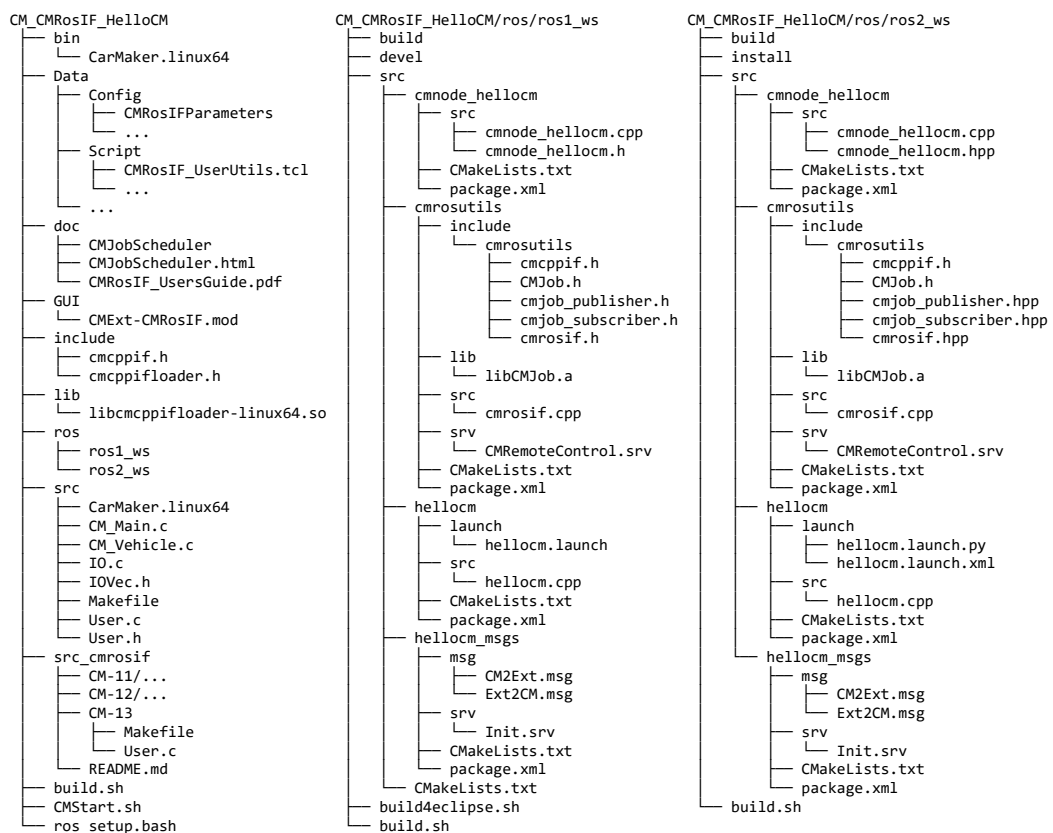 CM_CMRosIF_HelloCM
├── bin
│   └── CarMaker.linux64
├── Data
│   ├── Config
│   │   ├── CMRosIFParameters
│   │   └── ...
│   ├── Script
│   │   ├── CMRosIF_UserUtils.tcl
│   │   └── ...
│   └── ...
├── doc
│   ├── CMJobScheduler
│   ├── CMJobScheduler.html
│   └── CMRosIF_UsersGuide.pdf
├── GUI
│   └── CMExt-CMRosIF.mod
├── include
│   ├── cmcppif.h
│   └── cmcppifloader.h
├── lib
│   └── libcmcppifloader-linux64.so
├── ros
│   ├── ros1_ws
│   └── ros2_ws
├── src
│   ├── CarMaker.linux64
│   ├── CM_Main.c
│   ├── CM_Vehicle.c
│   ├── IO.c
│   ├── IOVec.h
│   ├── Makefile
│   ├── User.c
│   └── User.h
├── src_cmrosif
│   ├── CM-11/...
│   ├── CM-12/...
│   ├── CM-13
│   │   ├── Makefile
│   │   └── User.c
│   └── README.md
├── build.sh
├── CMStart.sh
└── ros_setup.bash
CM_CMRosIF_HelloCM/ros/ros1_ws
├── build
├── devel
├── src
│   ├── cmnode_hellocm
│   │   ├── src
│   │   │   ├── cmnode_hellocm.cpp
│   │   │   └── cmnode_hellocm.h
│   │   ├── CMakeLists.txt
│   │   └── package.xml
│   ├── cmrosutils
│   │   ├── include
│   │   │   └── cmrosutils
│   │   │       ├── cmcppif.h
│   │   │       ├── CMJob.h
│   │   │       ├── cmjob_publisher.h
│   │   │       ├── cmjob_subscriber.h
│   │   │       └── cmrosif.h
│   │   ├── lib
│   │   │   └── libCMJob.a
│   │   ├── src
│   │   │   └── cmrosif.cpp
│   │   ├── srv
│   │   │   └── CMRemoteControl.srv
│   │   ├── CMakeLists.txt
│   │   └── package.xml
│   ├── hellocm
│   │   ├── launch
│   │   │   └── hellocm.launch
│   │   ├── src
│   │   │   └── hellocm.cpp
│   │   ├── CMakeLists.txt
│   │   └── package.xml
│   ├── hellocm_msgs
│   │   ├── msg
│   │   │   ├── CM2Ext.msg
│   │   │   └── Ext2CM.msg
│   │   ├── srv
│   │   │   └── Init.srv
│   │   ├── CMakeLists.txt
│   │   └── package.xml
│   └── CMakeLists.txt
├── build4eclipse.sh
└── build.sh
CM_CMRosIF_HelloCM/ros/ros2_ws
├── build
├── install
├── src
│   ├── cmnode_hellocm
│   │   ├── src
│   │   │   ├── cmnode_hellocm.cpp
│   │   │   └── cmnode_hellocm.hpp
│   │   ├── CMakeLists.txt
│   │   └── package.xml
│   ├── cmrosutils
│   │   ├── include
│   │   │   └── cmrosutils
│   │   │       ├── cmcppif.h
│   │   │       ├── CMJob.h
│   │   │       ├── cmjob_publisher.hpp
│   │   │       ├── cmjob_subscriber.hpp
│   │   │       └── cmrosif.hpp
│   │   ├── lib
│   │   │   └── libCMJob.a
│   │   ├── src
│   │   │   └── cmrosif.cpp
│   │   ├── srv
│   │   │   └── CMRemoteControl.srv
│   │   ├── CMakeLists.txt
│   │   └── package.xml
│   ├── hellocm
│   │   ├── launch
│   │   │   ├── hellocm.launch.py
│   │   │   └── hellocm.launch.xml
│   │   ├── src
│   │   │   └── hellocm.cpp
│   │   ├── CMakeLists.txt
│   │   └── package.xml
│   └── hellocm_msgs
│       ├── msg
│       │   ├── CM2Ext.msg
│       │   └── Ext2CM.msg
│       ├── srv
│       │   └── Init.srv
│       ├── CMakeLists.txt
│       └── package.xml
└── build.sh